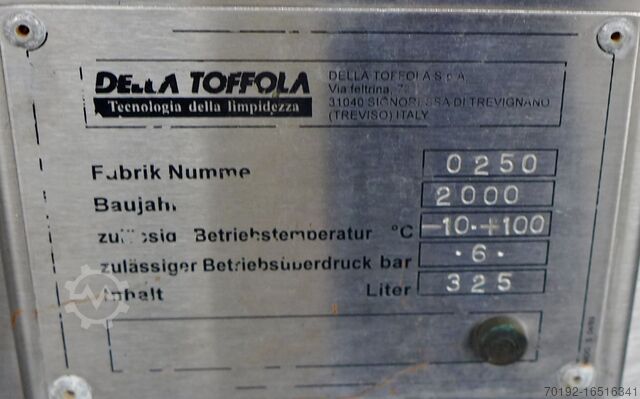 DELLA TOFFOLA
Tecnologia della limpidezza
DELLA TOFFOLA S.p.A.
Via feltrina,
31040 SIGNORESSA DI TREVIGNANO
(TREVISO) ITALY
Fabrik Numme 0250
Baujahr 2000
zulässig Betriebstemperatur °C -10·+100
zulässiger Betriebsüberdruck bar ·6·
Inhalt Liter 325
70192-16516341